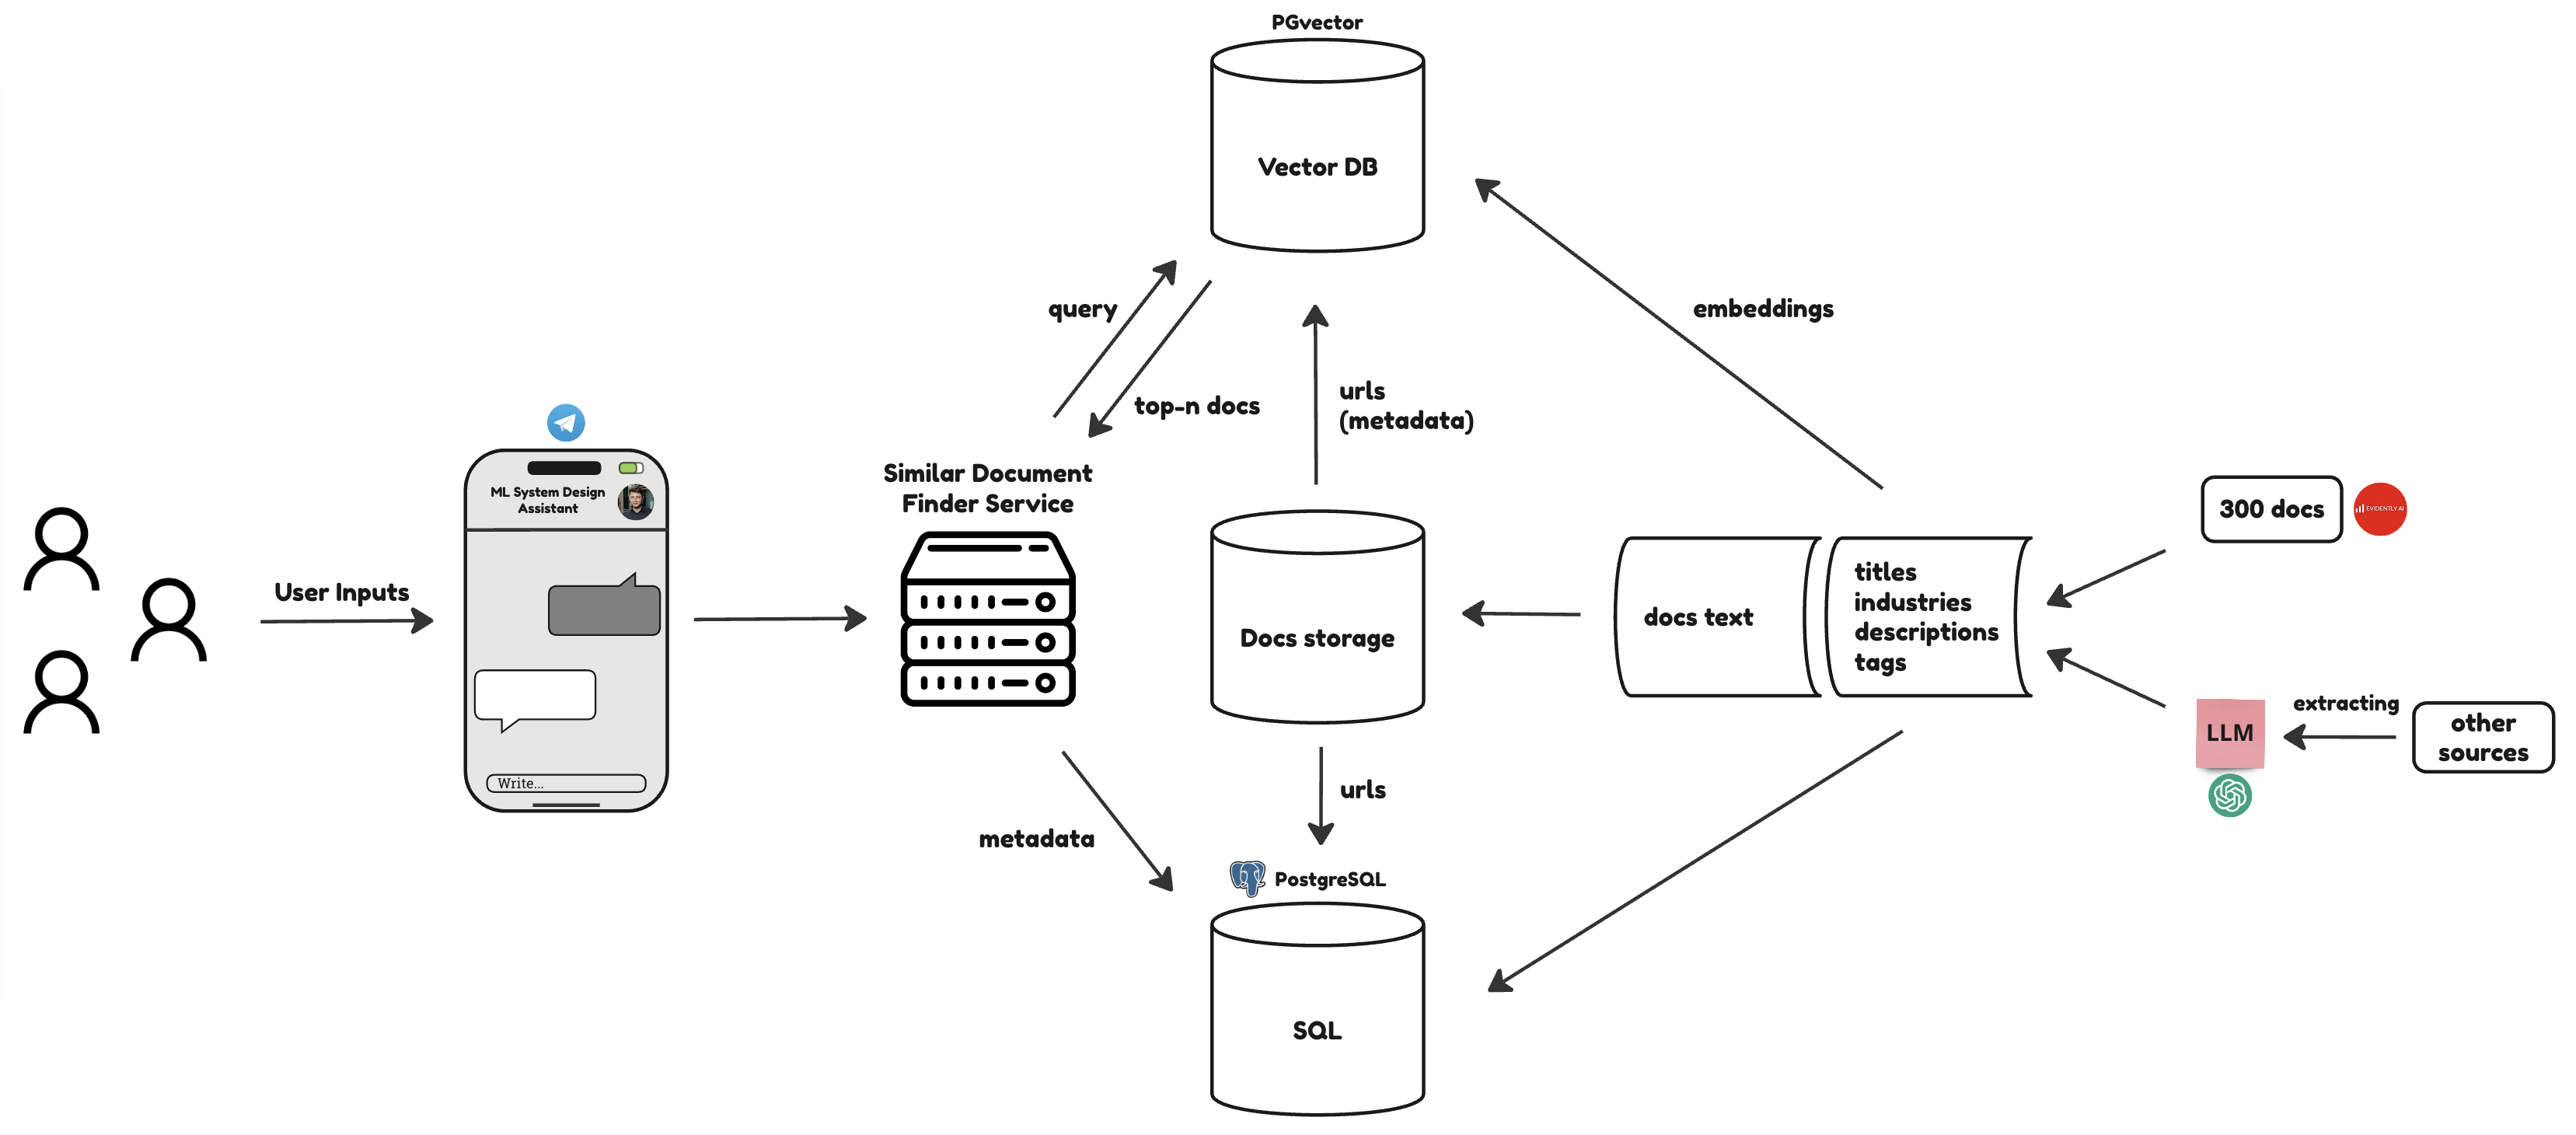 PGvector
Vector DB
query
top-n docs
urls
(metadata)
embeddings
User Inputs
ML System Design
Assistant
Write...
Similar Document
Finder Service
Docs storage
docs text
titles
industries
descriptions
tags
300 docs
EVIDENTLY AI
LLM
extracting
other
sources
metadata
urls
PostgreSQL
SQL